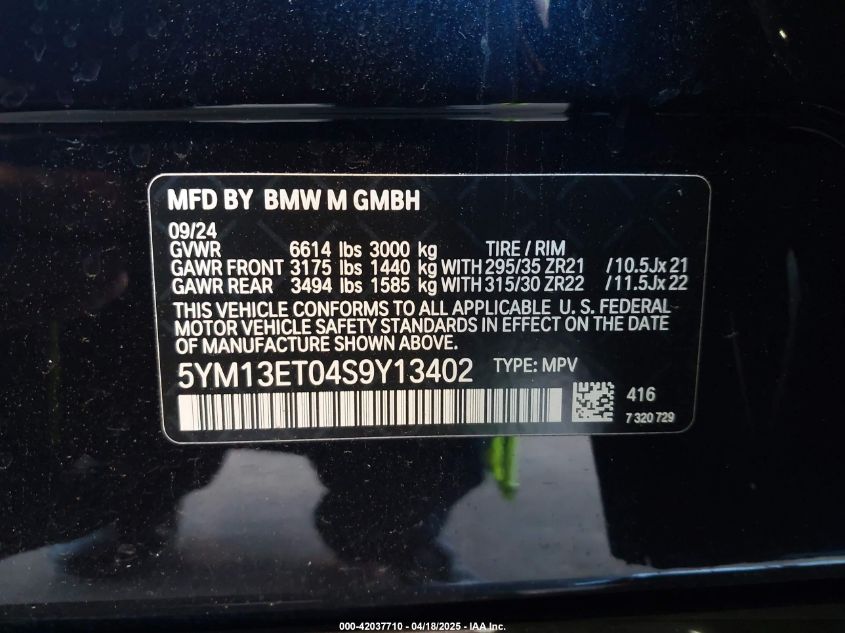 MFD BY BMW M GMBH
09/24
GVWR 6614 lbs 3000 kg TIRE / RIM
GAWR FRONT 3175 lbs 1440 kg WITH 295/35 ZR21 /10.5Jx 21
GAWR REAR 3494 lbs 1585 kg WITH 315/30 ZR22 /11.5Jx 22
THIS VEHICLE CONFORMS TO ALL APPLICABLE U. S. FEDERAL
MOTOR VEHICLE SAFETY STANDARDS IN EFFECT ON THE DATE
OF MANUFACTURE SHOWN ABOVE.
5YM13ET04S9Y13402 TYPE: MPV
416
7 320 729
000-42037710 - 04/18/2025 - IAA Inc.